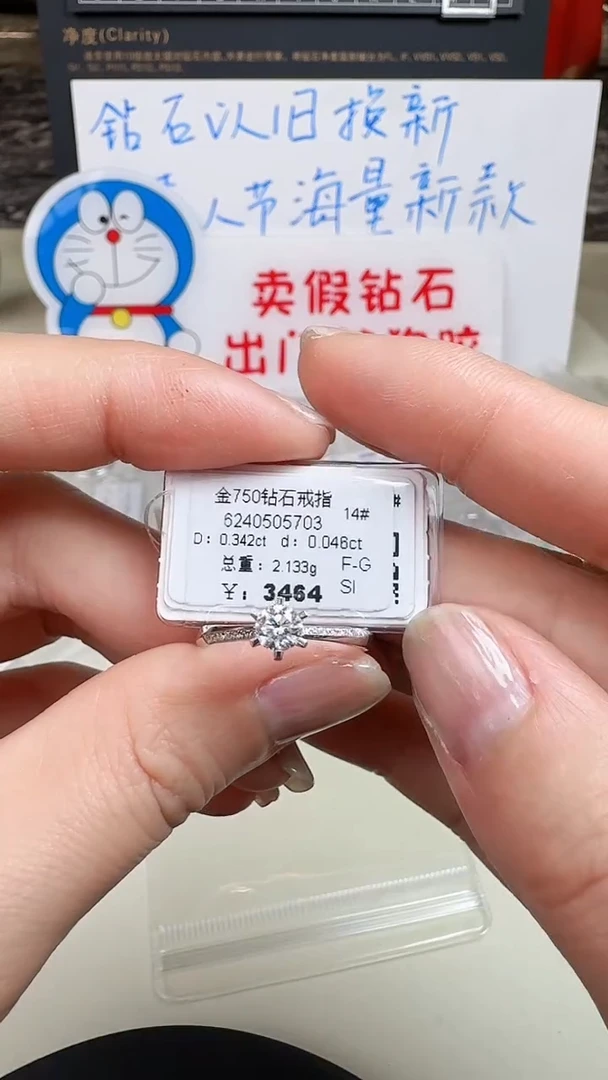 净度(Clarity)
钻石以旧换新
人节海量新款
卖假钻石
出门
金750钻石戒指
6240505703 14#
D: 0.342ct d: 0.046ct
总重: 2.133g F-G
¥: 3464 SI